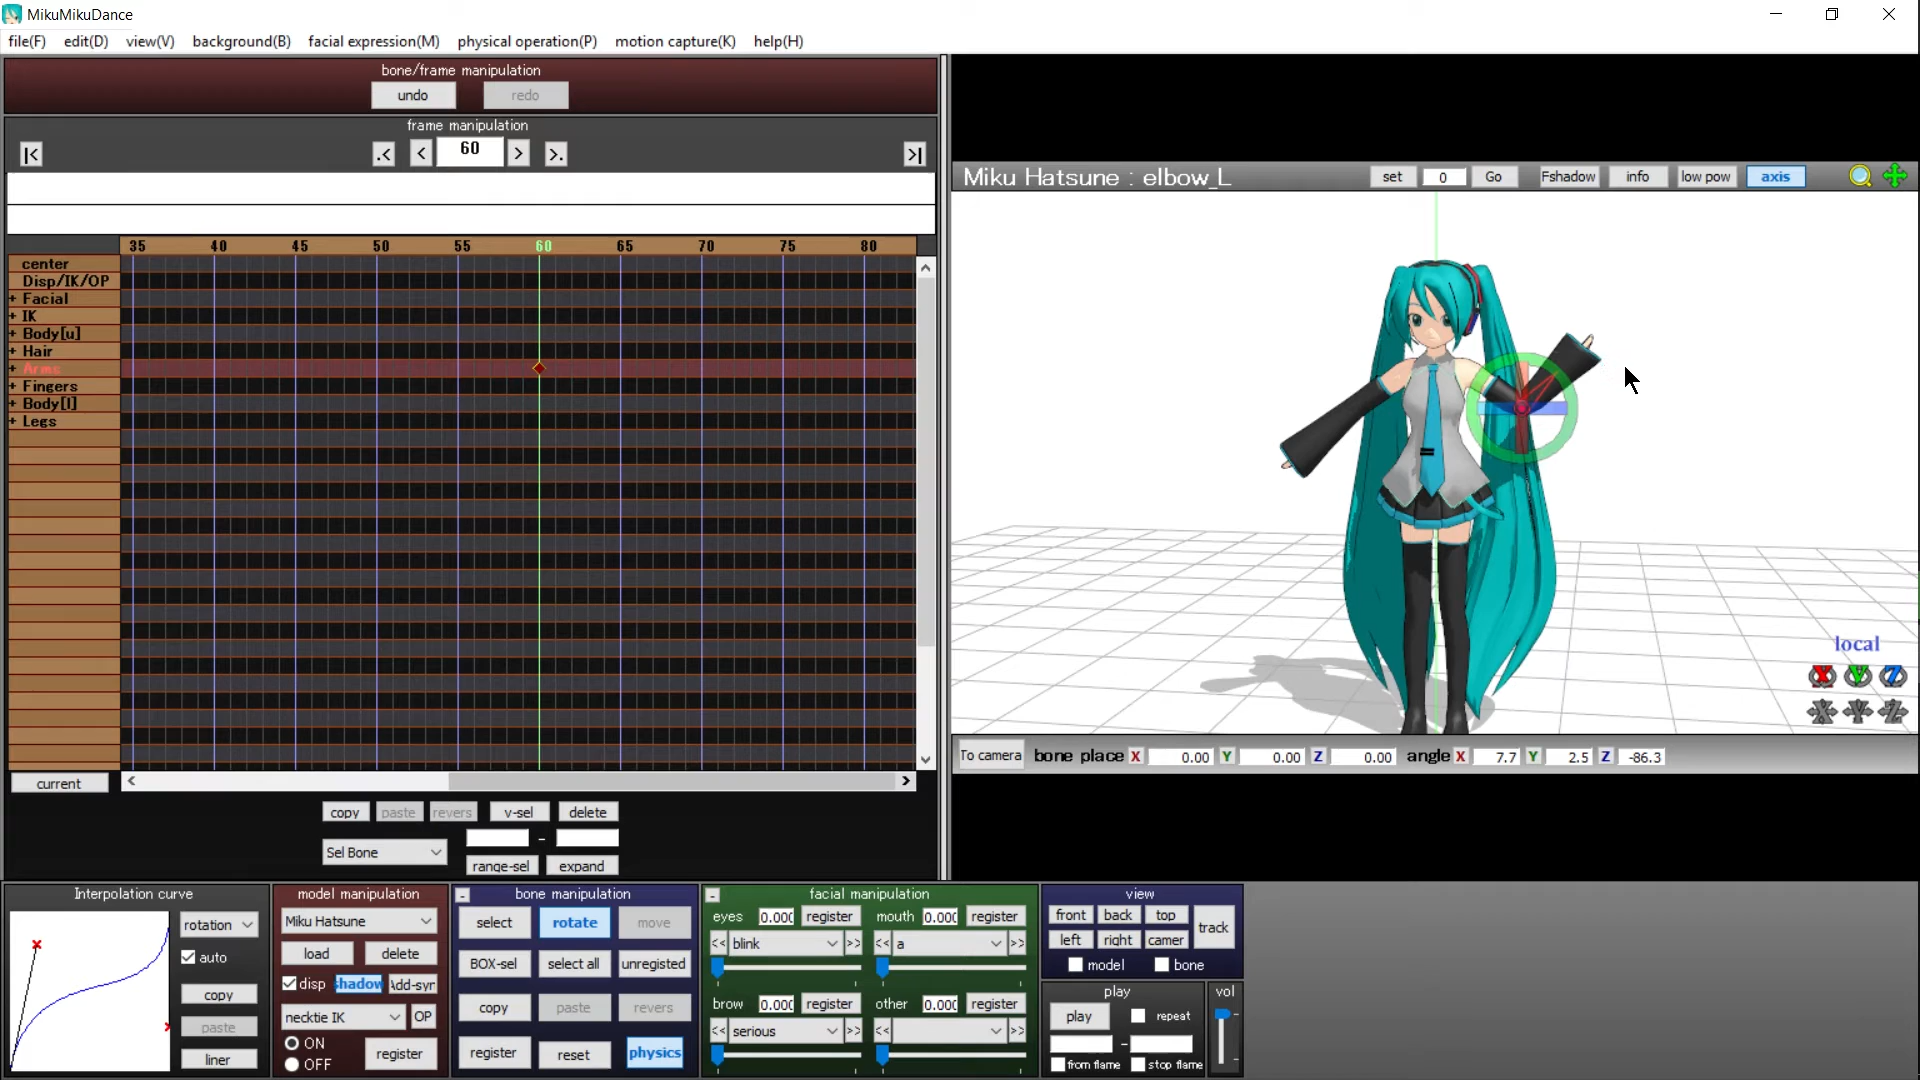 MikuMikuDance
file(F) edit(D) view(V) background(B) facial expression(M) physical operation(P) motion capture(K) help(H)
bone/frame manipulation
undo redo
frame manipulation
|< .< < 60 > >. >|
35 40 45 50 55 60 65 70 75 80
center
Disp/IK/OP
+ Facial
+ IK
+ Body[u]
+ Hair
+ Arms
+ Fingers
+ Body[l]
+ Legs
current < >
copy paste revers v-sel delete
Sel Bone -
range-sel expand
Miku Hatsune : elbow_L set 0 Go Fshadow info low pow axis
local
X Y Z
X Y Z
To camera bone place X 0.00 Y 0.00 Z 0.00 angle X 7.7 Y 2.5 Z -86.3
Interpolation curve
rotation
auto
copy
paste
liner
model manipulation
Miku Hatsune
load delete
disp shadow Add-syn
necktie IK OP
ON
OFF
register
- bone manipulation
select rotate move
BOX-sel select all unregisted
copy paste revers
register reset physics
- facial manipulation
eyes 0.000 register mouth 0.000 register
<< blink >> << a >>
brow 0.000 register other 0.000 register
<< serious >> << >>
view
front back top
left right camer track
model bone
play
play repeat
-
from flame stop flame
vol